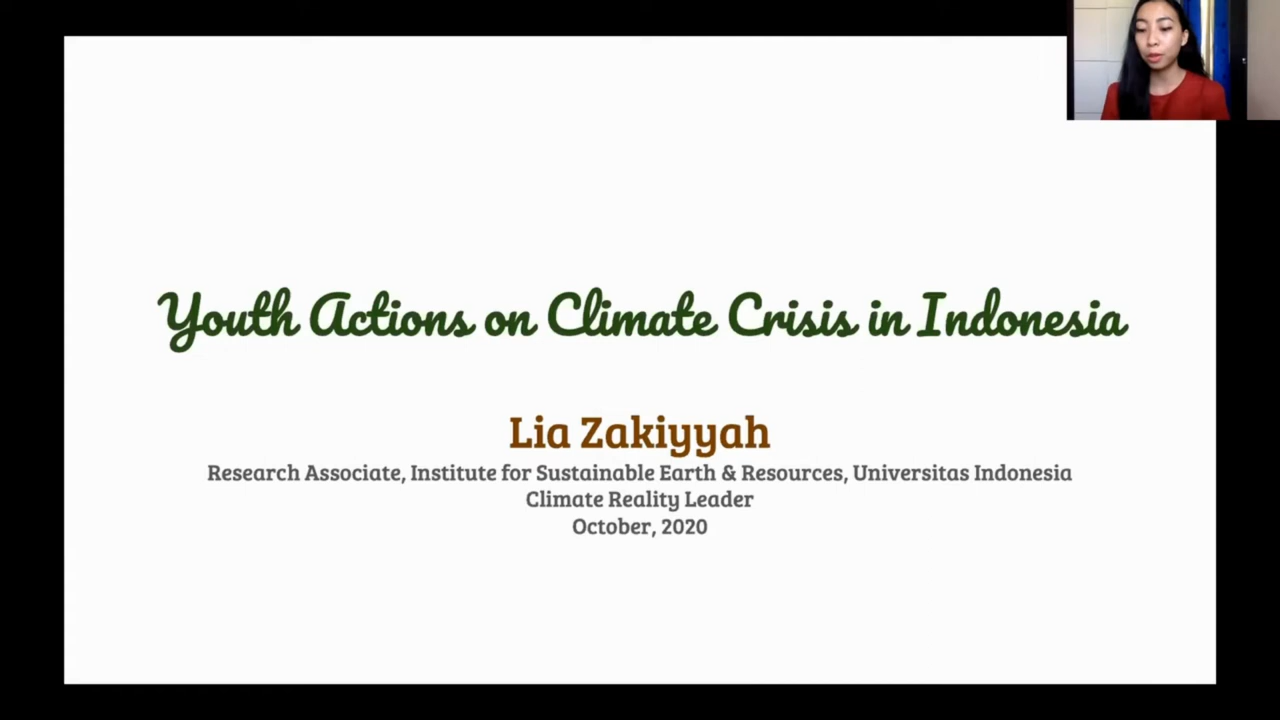 Youth Actions on Climate Crisis in Indonesia
Lia Zakiyyah
Research Associate, Institute for Sustainable Earth & Resources, Universitas Indonesia
Climate Reality Leader
October, 2020